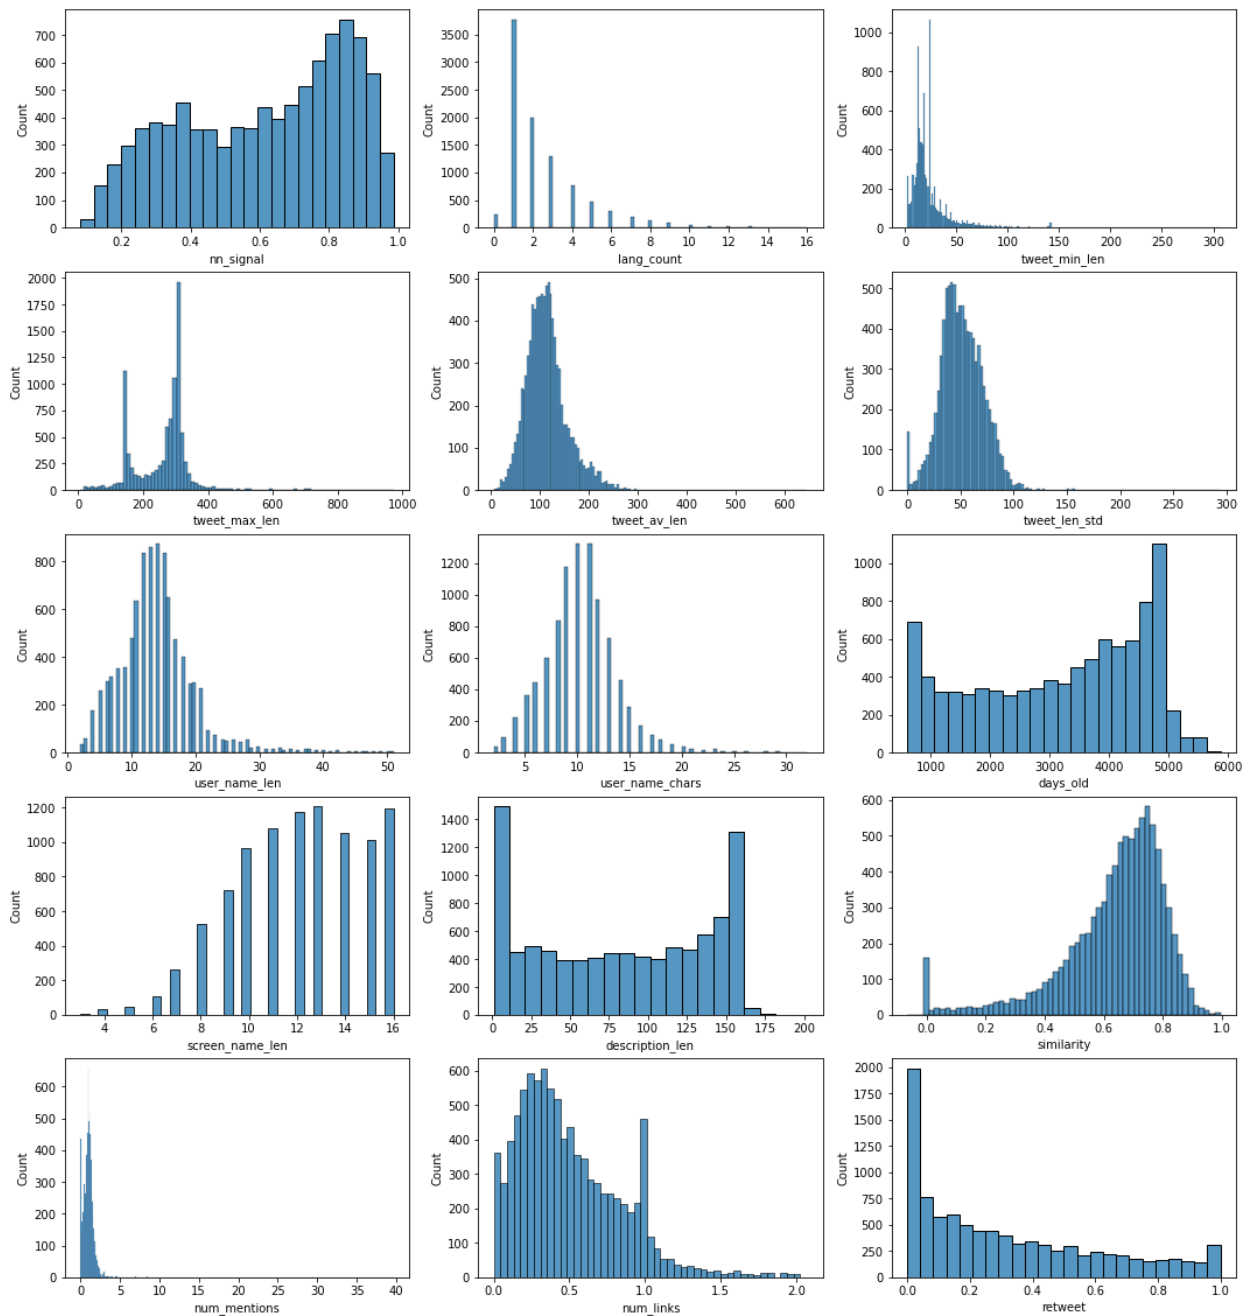 Count
700
600
500
400
300
200
100
0
0.2 0.4 0.6 0.8 1.0
nn_signal
Count
3500
3000
2500
2000
1500
1000
500
0
0 2 4 6 8 10 12 14 16
lang_count
Count
1000
800
600
400
200
0
0 50 100 150 200 250 300
tweet_min_len
Count
2000
1750
1500
1250
1000
750
500
250
0
0 200 400 600 800 1000
tweet_max_len
Count
500
400
300
200
100
0
0 100 200 300 400 500 600
tweet_av_len
Count
500
400
300
200
100
0
0 50 100 150 200 250 300
tweet_len_std
Count
800
600
400
200
0
0 10 20 30 40 50
user_name_len
Count
1200
1000
800
600
400
200
0
5 10 15 20 25 30
user_name_chars
Count
1000
800
600
400
200
0
1000 2000 3000 4000 5000 6000
days_old
Count
1200
1000
800
600
400
200
0
4 6 8 10 12 14 16
screen_name_len
Count
1400
1200
1000
800
600
400
200
0
0 25 50 75 100 125 150 175 200
description_len
Count
600
500
400
300
200
100
0
0.0 0.2 0.4 0.6 0.8 1.0
similarity
Count
600
500
400
300
200
100
0
0 5 10 15 20 25 30 35 40
num_mentions
Count
600
500
400
300
200
100
0
0.0 0.5 1.0 1.5 2.0
num_links
Count
2000
1750
1500
1250
1000
750
500
250
0
0.0 0.2 0.4 0.6 0.8 1.0
retweet